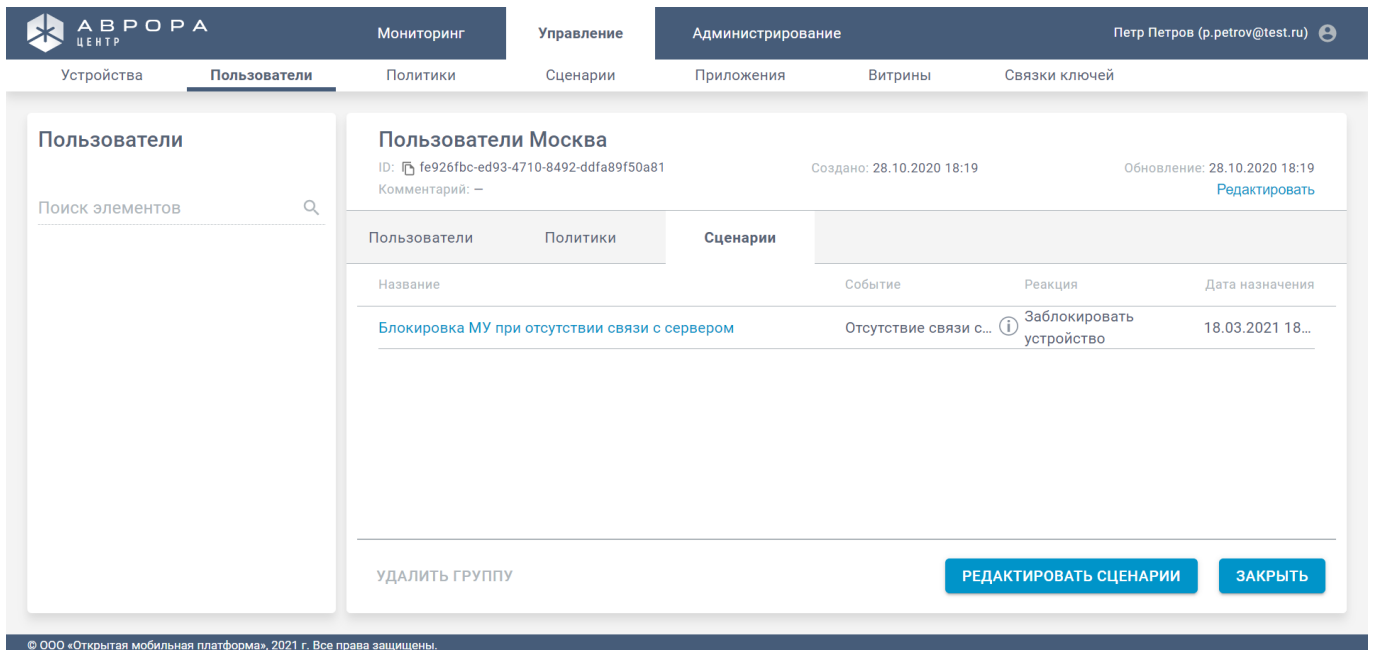 АВРОРА
ЦЕНТР
Мониторинг Управление Администрирование Петр Петров (p.petrov@test.ru)
Устройства Пользователи Политики Сценарии Приложения Витрины Связки ключей
Пользователи
Поиск элементов
Пользователи Москва
ID: fe926fbc-ed93-4710-8492-ddfa89f50a81 Создано: 28.10.2020 18:19 Обновление: 28.10.2020 18:19
Комментарий: — Редактировать
Пользователи Политики Сценарии
Название Событие Реакция Дата назначения
Блокировка МУ при отсутствии связи с сервером Отсутствие связи с... Заблокировать устройство 18.03.2021 18...
УДАЛИТЬ ГРУППУ РЕДАКТИРОВАТЬ СЦЕНАРИИ ЗАКРЫТЬ
© ООО «Открытая мобильная платформа», 2021 г. Все права защищены.